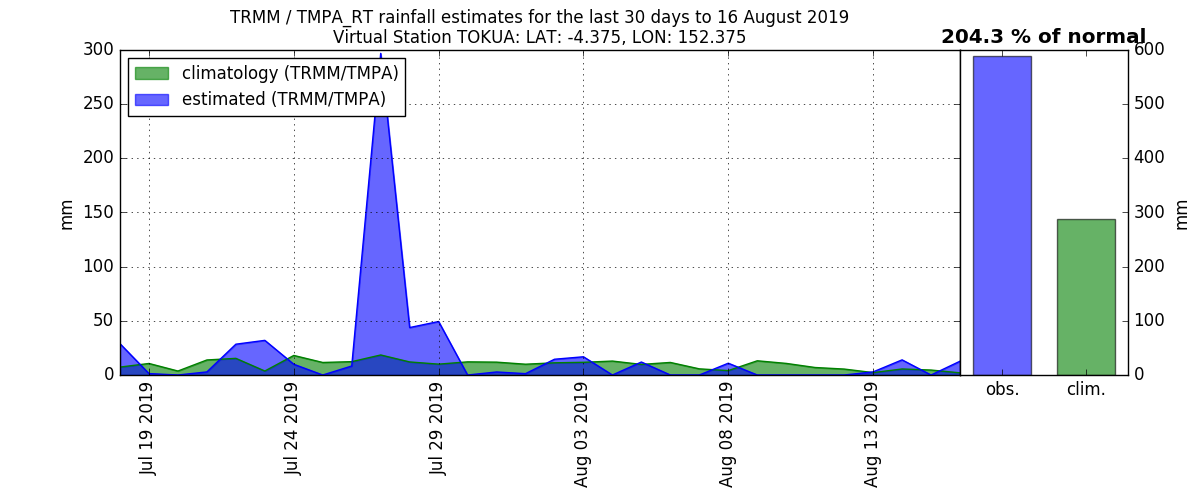 TRMM / TMPA_RT rainfall estimates for the last 30 days to 16 August 2019
Virtual Station TOKUA: LAT: -4.375, LON: 152.375
204.3 % of normal
climatology (TRMM/TMPA)
estimated (TRMM/TMPA)
300
250
200
150
100
50
0
mm
Jul 19 2019
Jul 24 2019
Jul 29 2019
Aug 03 2019
Aug 08 2019
Aug 13 2019
600
500
400
300
200
100
0
mm
obs.
clim.